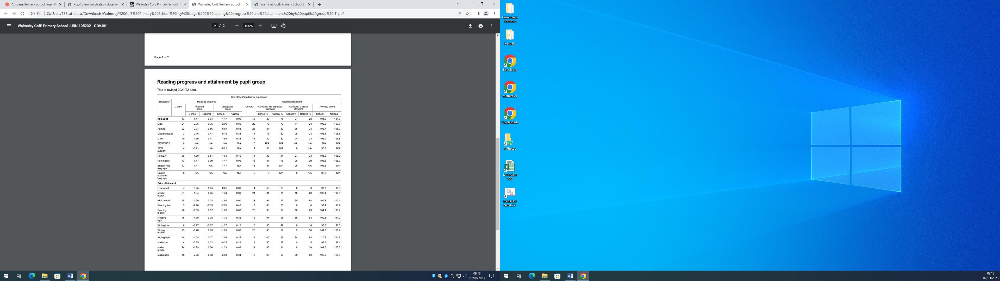 Ashdene Primary School: Pupil P
Pupil premium strategy statemen
Walmsley CofE Primary School |
Walmsley CofE Primary School |
Walmsley CofE Primary School |
File C:/Users/155catteralla/Downloads/Walmsley%20CofE%20Primary%20School%20Key%20stage%202%20reading%20progress%20and%20attainment%20by%20pupil%20group%20(1).pdf
Walmsley CofE Primary School | URN:105232 - GOV.UK 2 / 2 100%
Page 1 of 2
Reading progress and attainment by pupil group
This is revised 2021/22 data.
Key stage 2 reading by pupil group
Breakdown Reading progress Reading attainment
Cohort Adjusted score Unadjusted score Cohort Achieving the expected standard Achieving a higher standard Average score
School National School National School % National % School % National % School National
All pupils 43 -1.47 0.04 -1.47 0.00 45 80 75 24 28 104.9 104.8
Male 21 -2.06 -0.75 -2.06 -0.80 22 73 70 14 23 103.0 103.7
Female 22 -0.91 0.86 -0.91 0.84 23 87 80 35 33 106.7 105.9
Disadvantaged 3 0.16 0.41 0.16 0.38 4 75 80 25 33 103.3 105.8
Other 40 -1.59 0.41 -1.59 0.38 41 80 80 24 33 105.0 105.8
SEN EHCP 0 N/A N/A N/A N/A 0 N/A N/A N/A N/A N/A N/A
SEN support 4 -0.21 N/A -0.21 N/A 4 50 N/A 0 N/A 98.8 N/A
No SEN 39 -1.60 0.51 -1.60 0.49 41 83 84 27 33 105.5 106.2
Non-mobile 43 -1.47 0.09 -1.47 0.05 43 84 76 26 29 105.3 105.0
English first language 43 -1.47 N/A -1.47 N/A 43 84 N/A 26 N/A 105.3 N/A
English additional language 0 N/A N/A N/A N/A 2 0 N/A 0 N/A 96.5 N/A
Prior attainment
Low overall 4 -0.25 0.04 -0.25 0.00 4 50 33 0 3 97.0 96.6
Middle overall 21 -1.34 0.05 -1.34 0.00 21 81 81 10 20 103.4 104.5
High overall 18 -1.90 0.03 -1.90 0.00 18 94 97 50 58 109.3 110.4
Reading low 7 -2.20 -0.39 -2.20 -0.43 7 43 35 0 4 97.4 96.9
Reading middle 20 -1.03 0.07 -1.03 0.03 20 90 84 10 23 104.4 105.2
Reading high 16 -1.70 0.38 -1.70 0.35 16 94 98 56 63 109.8 111.0
Writing low 6 -1.27 -0.07 -1.27 -0.12 6 50 42 0 6 97.5 98.3
Writing middle 23 -1.76 0.03 -1.76 0.00 23 83 87 9 30 104.0 106.2
Writing high 14 -1.08 0.27 -1.08 0.25 14 100 99 64 68 110.6 111.6
Maths low 4 -0.25 0.32 -0.25 0.29 4 50 37 0 5 97.0 97.4
Maths middle 24 -1.29 0.06 -1.29 0.02 24 83 84 8 26 104.0 105.5
Maths high 15 -2.08 -0.30 -2.08 -0.34 15 93 97 60 60 109.5 110.6
09:18
07/03/2023
Curriculum
Software
Penpals
LbQ Tasks
Mathletics
PurpleMash
# Photos
ICT FAULT
LOG
Install Dot
Net 4.7.2
09:18
07/03/2023